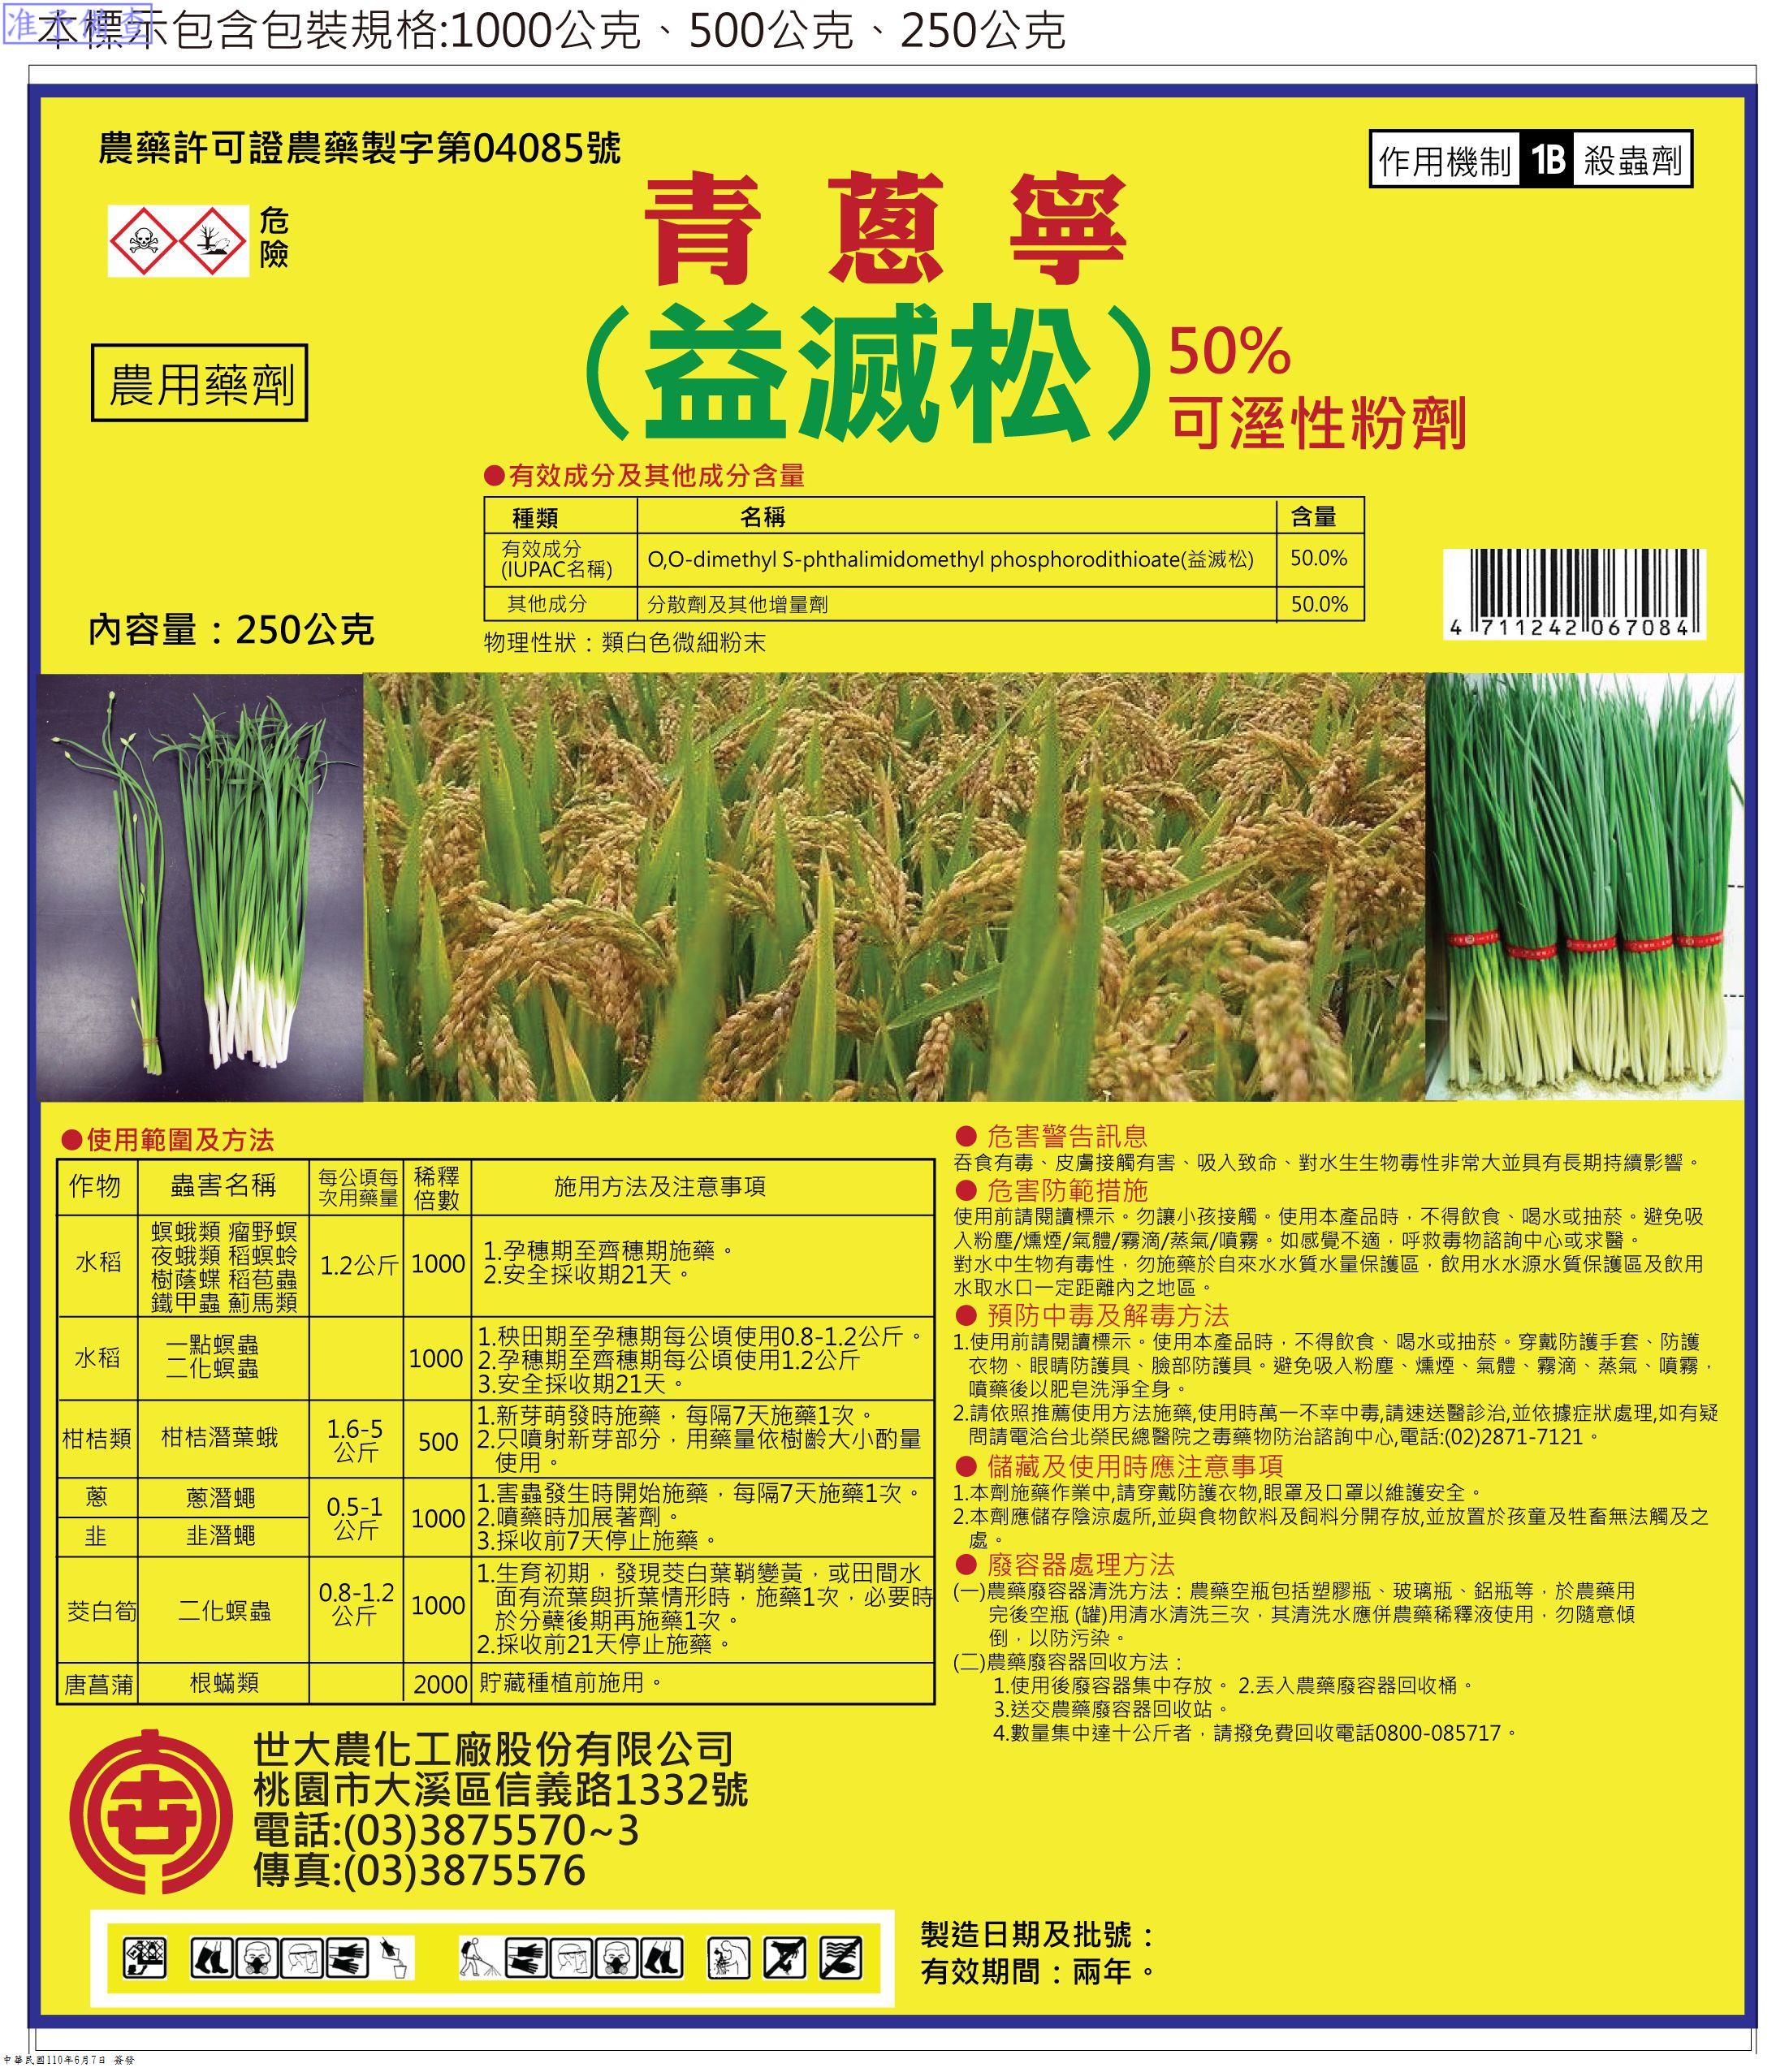 准予備查
本標示包含包裝規格:1000公克、500公克、250公克
農藥許可證農藥製字第04085號
作用機制 1B 殺蟲劑
危險
青蔥寧
(益滅松) 50%
可溼性粉劑
農用藥劑
●有效成分及其他成分含量
種類 名稱 含量
有效成分
(IUPAC名稱) O,O-dimethyl S-phthalimidomethyl phosphorodithioate(益滅松) 50.0%
其他成分 分散劑及其他增量劑 50.0%
物理性狀：類白色微細粉末
內容量：250公克
4 711242 067084
●使用範圍及方法
作物 蟲害名稱 每公頃每次用藥量 稀釋倍數 施用方法及注意事項
水稻
螟蛾類 瘤野螟
夜蛾類 稻螟蛉
樹蔭蝶 稻苞蟲
鐵甲蟲 薊馬類
1.2公斤 1000
1.孕穗期至齊穗期施藥。
2.安全採收期21天。
水稻
一點螟蟲
二化螟蟲
1000
1.秧田期至孕穗期每公頃使用0.8-1.2公斤。
2.孕穗期至齊穗期每公頃使用1.2公斤
3.安全採收期21天。
柑桔類 柑桔潛葉蛾
1.6-5
公斤
500
1.新芽萌發時施藥，每隔7天施藥1次。
2.只噴射新芽部分，用藥量依樹齡大小酌量
使用。
蔥 蔥潛蠅
韭 韭潛蠅
0.5-1
公斤
1000
1.害蟲發生時開始施藥，每隔7天施藥1次。
2.噴藥時加展著劑。
3.採收前7天停止施藥。
茭白筍 二化螟蟲
0.8-1.2
公斤
1000
1.生育初期，發現茭白葉鞘變黃，或田間水
面有流葉與折葉情形時，施藥1次，必要時
於分蘗後期再施藥1次。
2.採收前21天停止施藥。
唐菖蒲 根蟎類 2000 貯藏種植前施用。
● 危害警告訊息
吞食有毒、皮膚接觸有害、吸入致命、對水生生物毒性非常大並具有長期持續影響。
● 危害防範措施
使用前請閱讀標示。勿讓小孩接觸。使用本產品時，不得飲食、喝水或抽菸。避免吸
入粉塵/燻煙/氣體/霧滴/蒸氣/噴霧。如感覺不適，呼救毒物諮詢中心或求醫。
對水中生物有毒性，勿施藥於自來水水質水量保護區，飲用水水源水質保護區及飲用
水取水口一定距離內之地區。
● 預防中毒及解毒方法
1.使用前請閱讀標示。使用本產品時，不得飲食、喝水或抽菸。穿戴防護手套、防護
衣物、眼睛防護具、臉部防護具。避免吸入粉塵、燻煙、氣體、霧滴、蒸氣、噴霧，
噴藥後以肥皂洗淨全身。
2.請依照推薦使用方法施藥,使用時萬一不幸中毒,請速送醫診治,並依據症狀處理,如有疑
問請電洽台北榮民總醫院之毒藥物防治諮詢中心,電話:(02)2871-7121。
● 儲藏及使用時應注意事項
1.本劑施藥作業中,請穿戴防護衣物,眼罩及口罩以維護安全。
2.本劑應儲存陰涼處所,並與食物飲料及飼料分開存放,並放置於孩童及牲畜無法觸及之
處。
● 廢容器處理方法
(一)農藥廢容器清洗方法：農藥空瓶包括塑膠瓶、玻璃瓶、鋁瓶等，於農藥用
完後空瓶 (罐)用清水清洗三次，其清洗水應併農藥稀釋液使用，勿隨意傾
倒，以防污染。
(二)農藥廢容器回收方法：
1.使用後廢容器集中存放。 2.丟入農藥廢容器回收桶。
3.送交農藥廢容器回收站。
4.數量集中達十公斤者，請撥免費回收電話0800-085717。
世大農化工廠股份有限公司
桃園市大溪區信義路1332號
電話:(03)3875570~3
傳真:(03)3875576
製造日期及批號：
有效期間：兩年。
中華民國110年6月7日 簽發